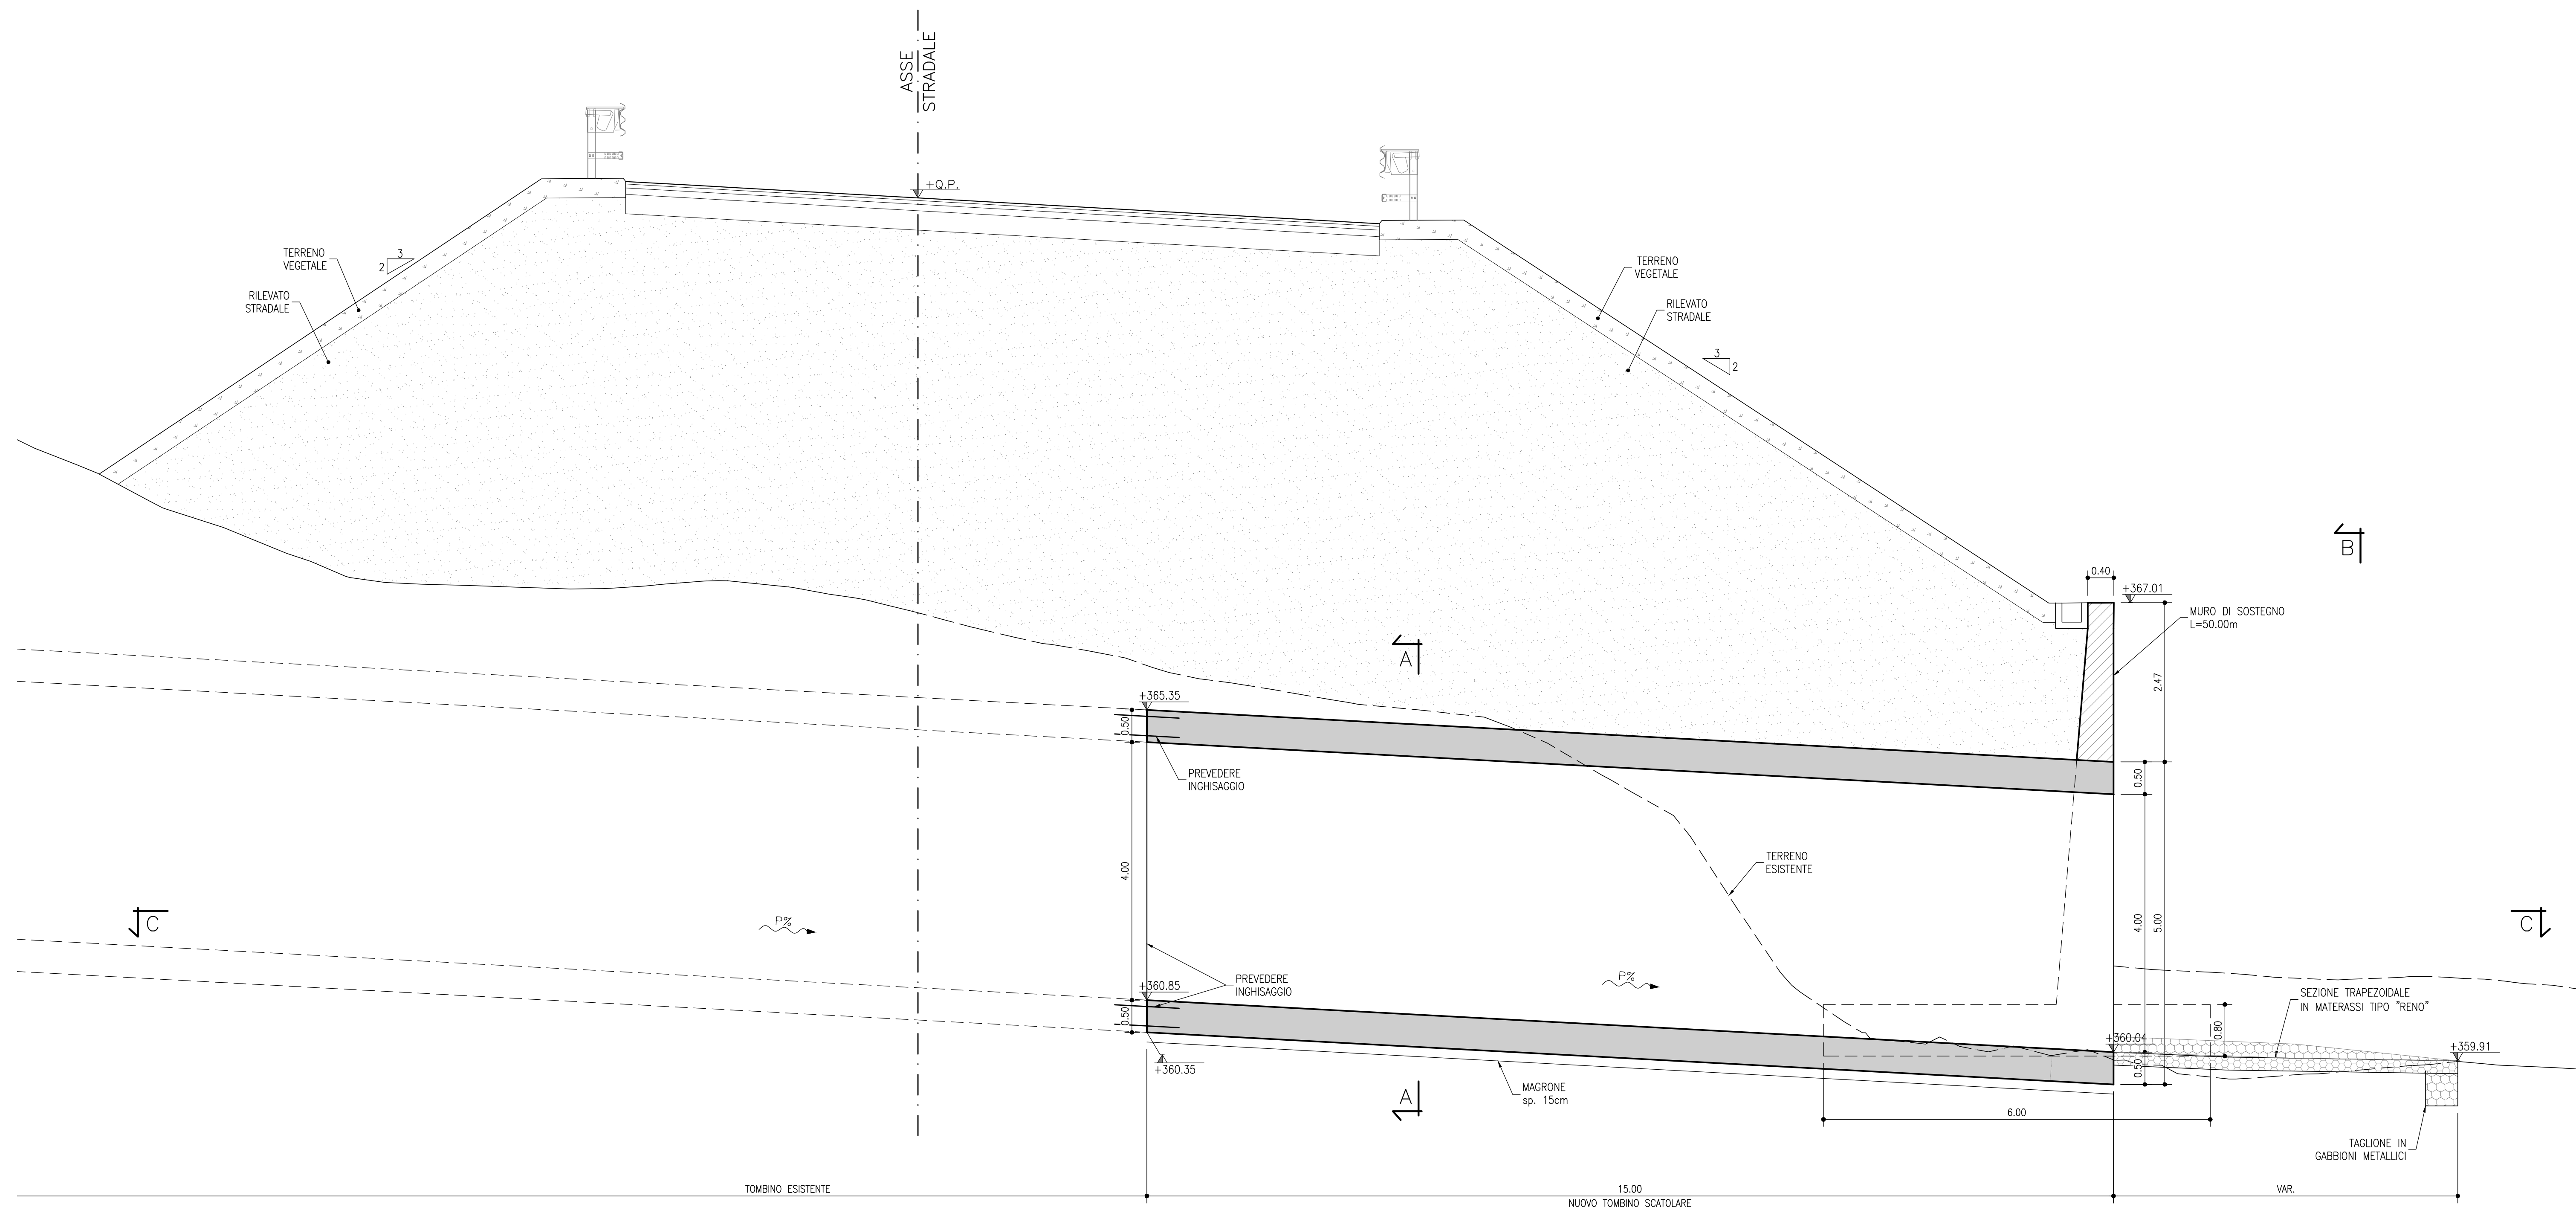 ASSE
STRADALE
+Q.P.
TERRENO
VEGETALE
3
2
RILEVATO
STRADALE
TERRENO
VEGETALE
RILEVATO
STRADALE
3
2
B
0.40
+367.01
MURO DI SOSTEGNO
L=50.00m
A
2.47
+365.35
0.50
PREVEDERE
INGHISAGGIO
0.50
TERRENO
ESISTENTE
4.00
4.00
5.00
C
P%
C
PREVEDERE
INGHISAGGIO
P%
+360.85
0.50
SEZIONE TRAPEZOIDALE
IN MATERASSI TIPO "RENO"
0.80
+360.04
+359.91
+360.35
0.50
MAGRONE
sp. 15cm
A
6.00
TAGLIONE IN
GABBIONI METALLICI
TOMBINO ESISTENTE
15.00
NUOVO TOMBINO SCATOLARE
VAR.